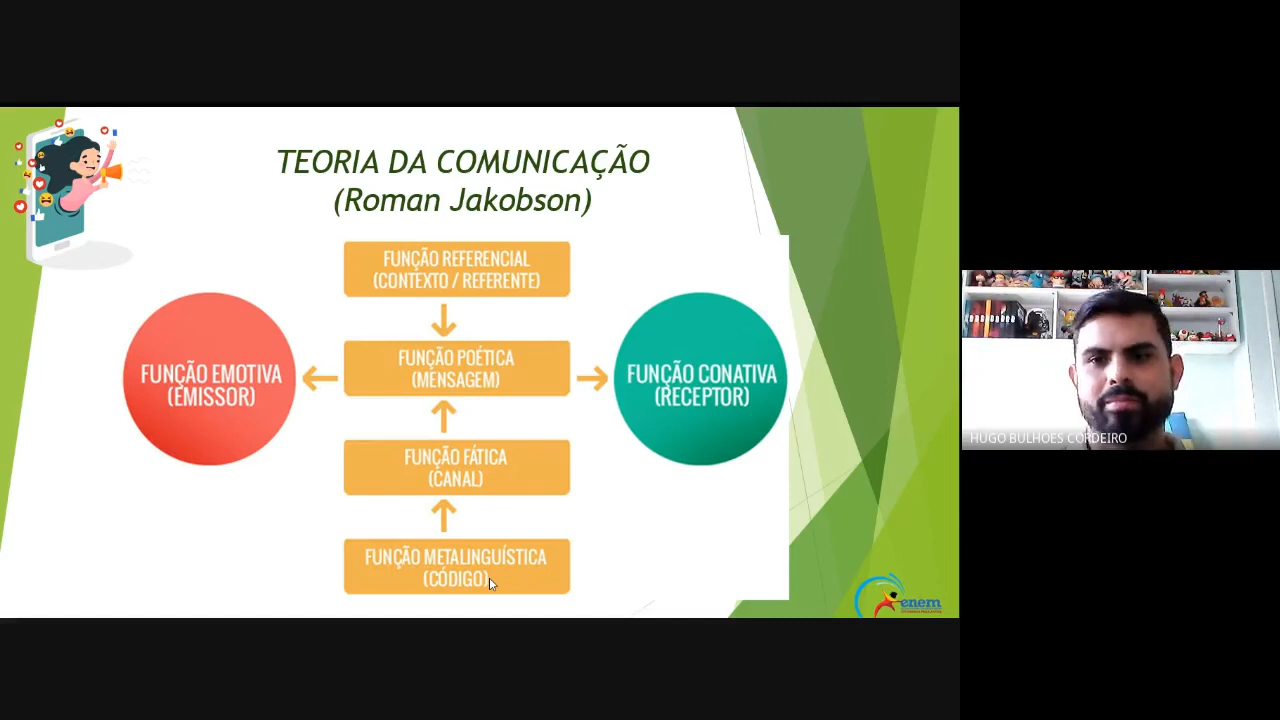 TEORIA DA COMUNICAÇÃO
(Roman Jakobson)
FUNÇÃO REFERENCIAL
(CONTEXTO / REFERENTE)
FUNÇÃO EMOTIVA
(EMISSOR)
FUNÇÃO POÉTICA
(MENSAGEM)
FUNÇÃO CONATIVA
(RECEPTOR)
FUNÇÃO FÁTICA
(CANAL)
FUNÇÃO METALINGUÍSTICA
(CÓDIGO)
enem
HUGO BULHOES CORDEIRO